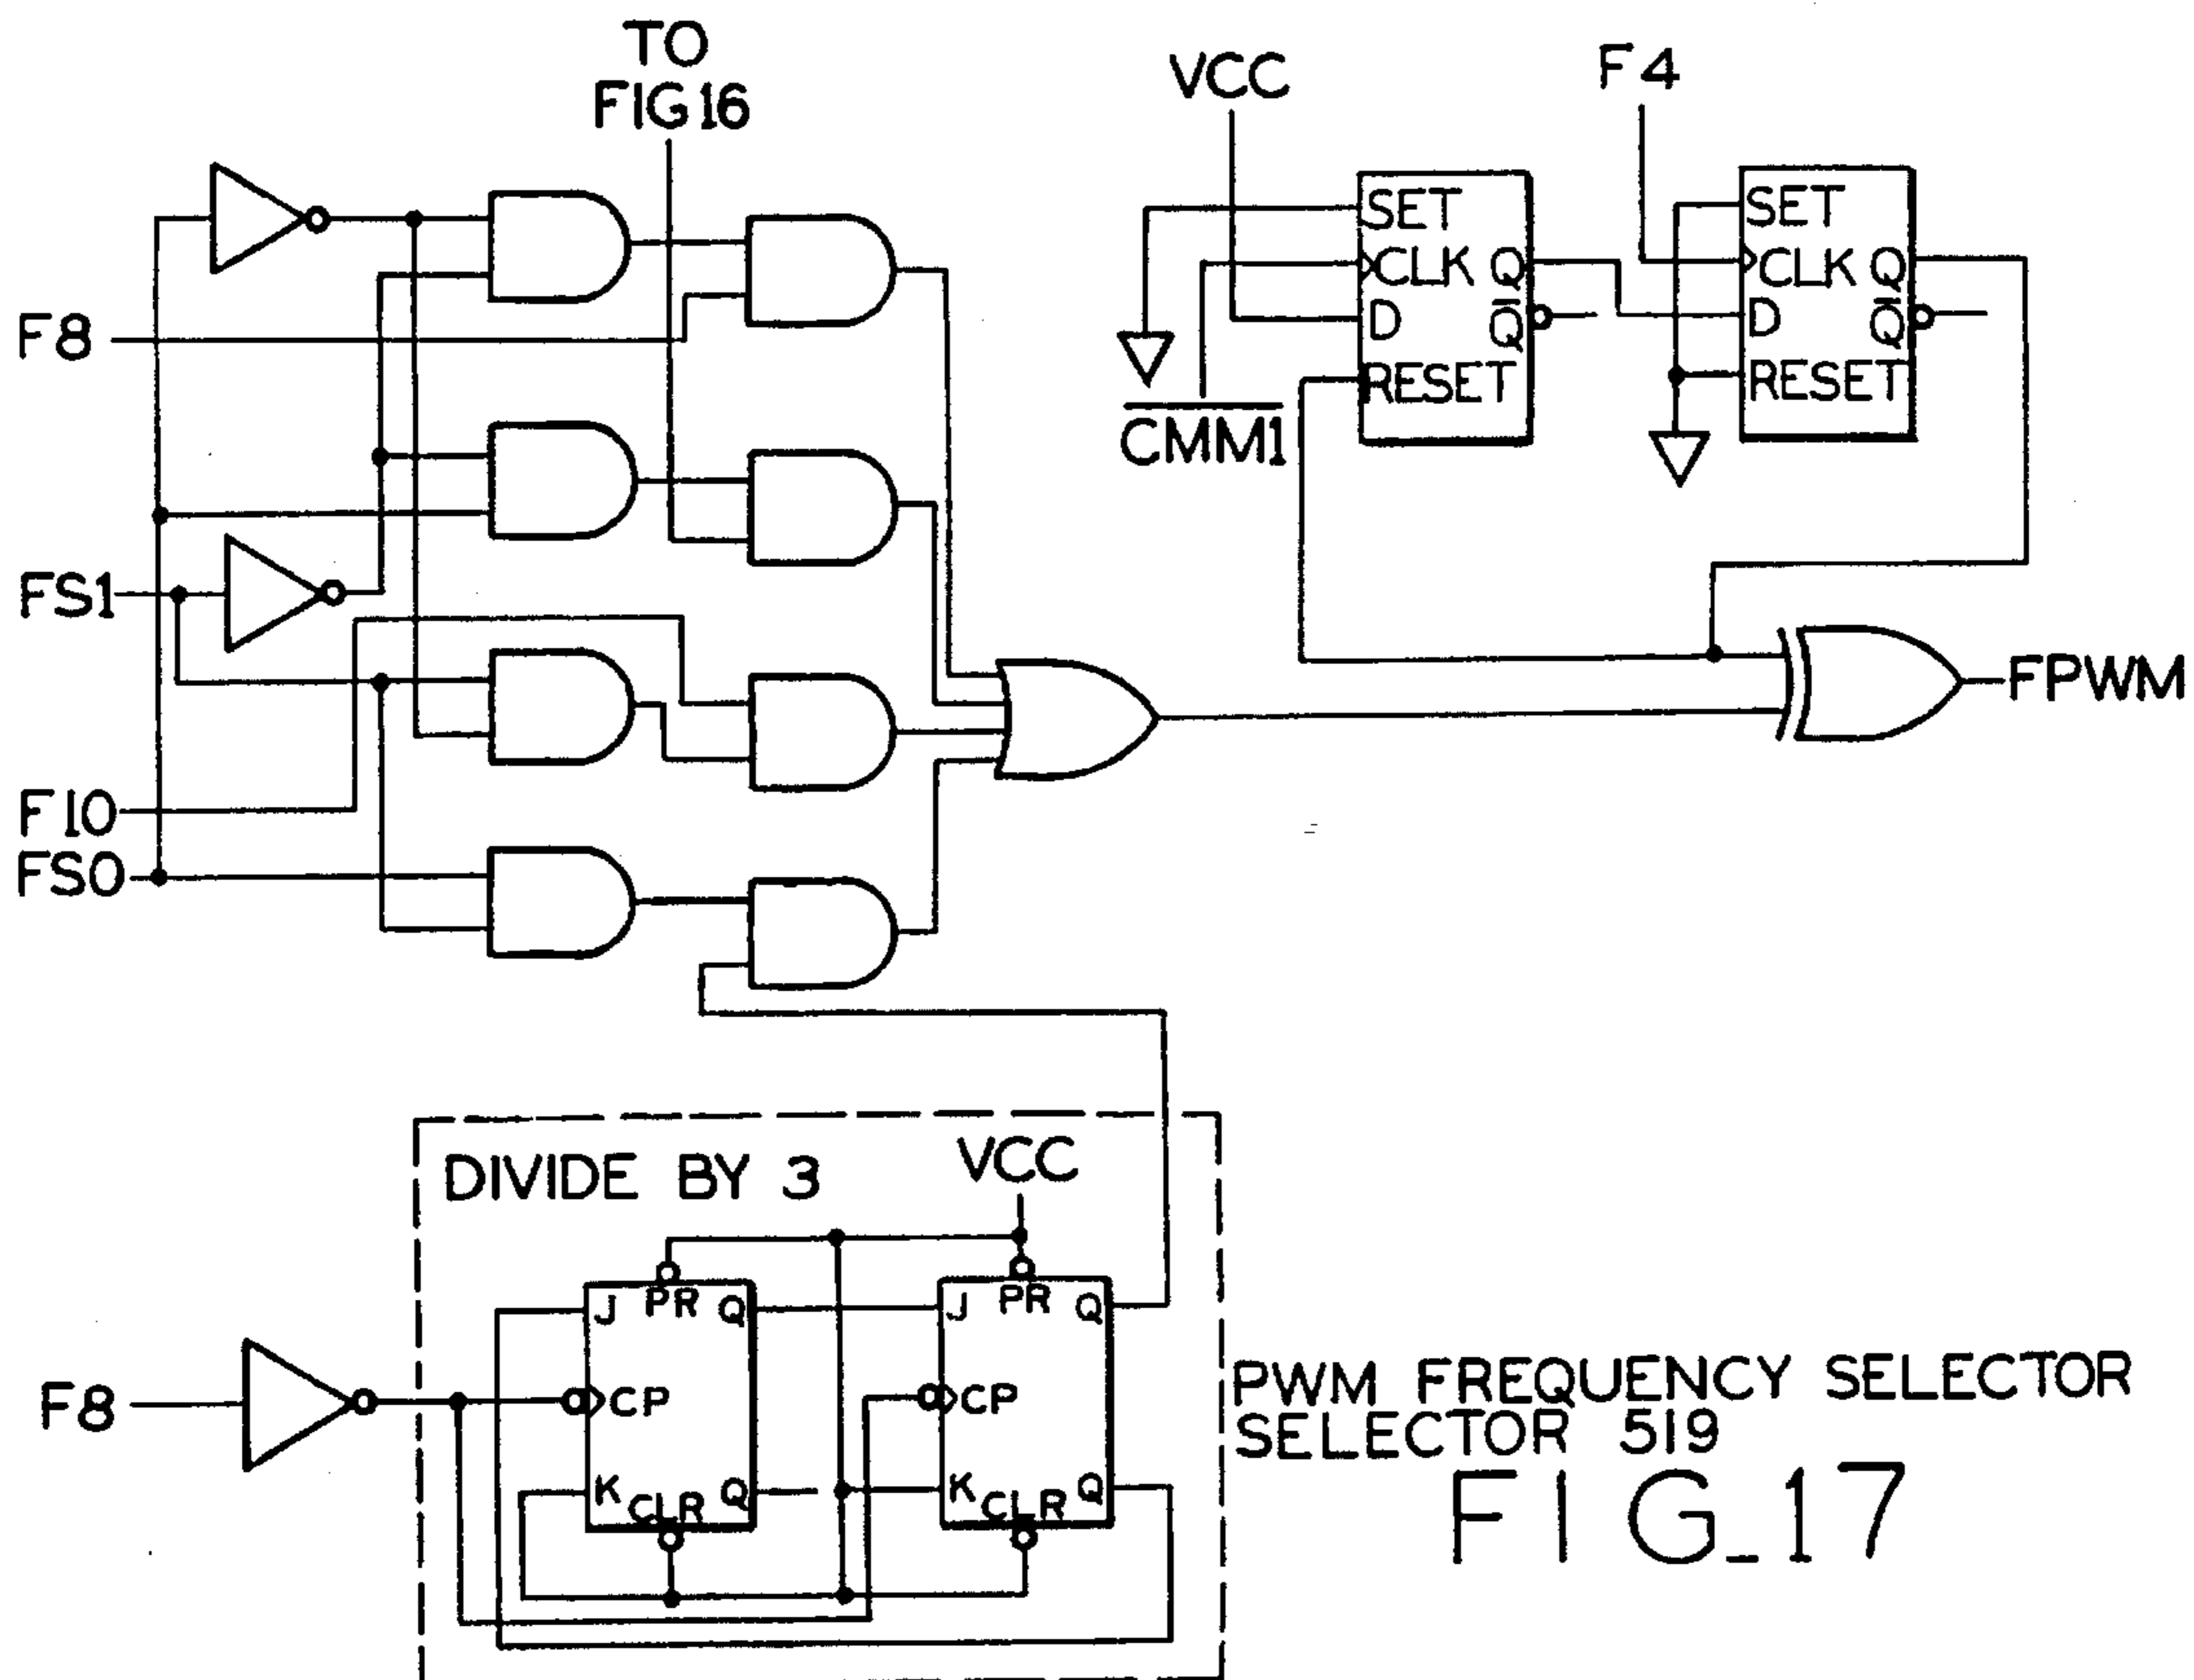 TO
FIG 16
VCC
F4
SET
CLK Q
D Q̅
RESET
SET
CLK Q
D Q̅
RESET
F8
C̅M̅M̅1̅
FS1
FPWM
F10
FS0
DIVIDE BY 3
VCC
J PR Q
CP
K CLR Q
J PR Q
CP
K CLR Q
F8
PWM FREQUENCY SELECTOR
SELECTOR 519
FIG_17